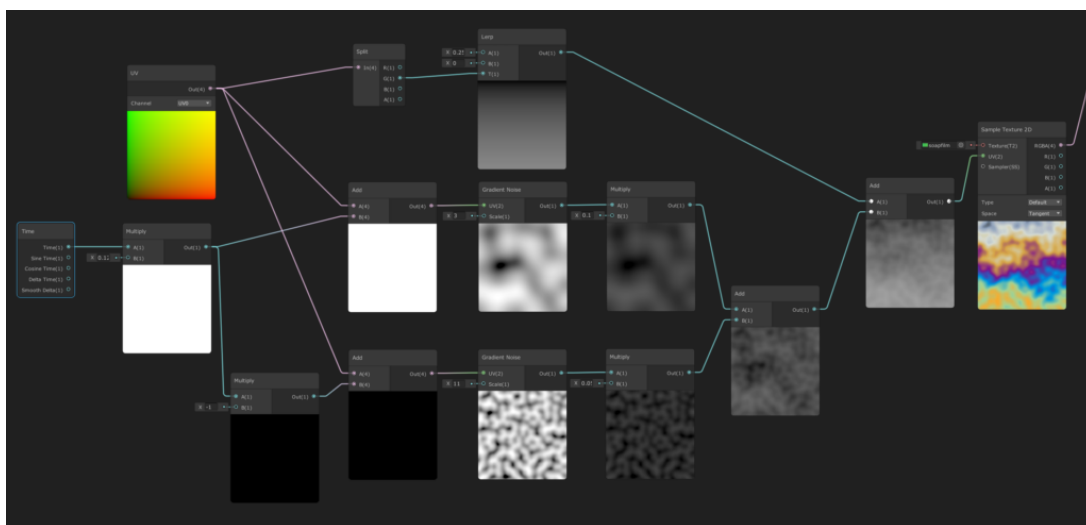 Time
Time(1)
Sine Time(1)
Cosine Time(1)
Delta Time(1)
Smooth Delta(1)
Multiply
A(1) Out(1)
B(1)
UV
Out(4)
Channel UV0
Multiply
X -1
A(1) Out(1)
B(1)
Split
In(4) R(1)
G(1)
B(1)
A(1)
Lerp
A(1) Out(1)
X 0
B(1)
T(1)
Add
A(4) Out(4)
B(4)
Gradient Noise
UV(2) Out(1)
X 3
Scale(1)
Multiply
A(1) Out(1)
X 0.1
B(1)
Add
A(4) Out(4)
B(4)
Gradient Noise
UV(2) Out(1)
X 11
Scale(1)
Multiply
A(1) Out(1)
B(1)
Add
A(1) Out(1)
B(1)
Add
A(1) Out(1)
B(1)
Sample Texture 2D
soapfilm
Texture(T2) RGBA(4)
UV(2) R(1)
Sampler(SS) G(1)
B(1)
A(1)
Type Default
Space Tangent